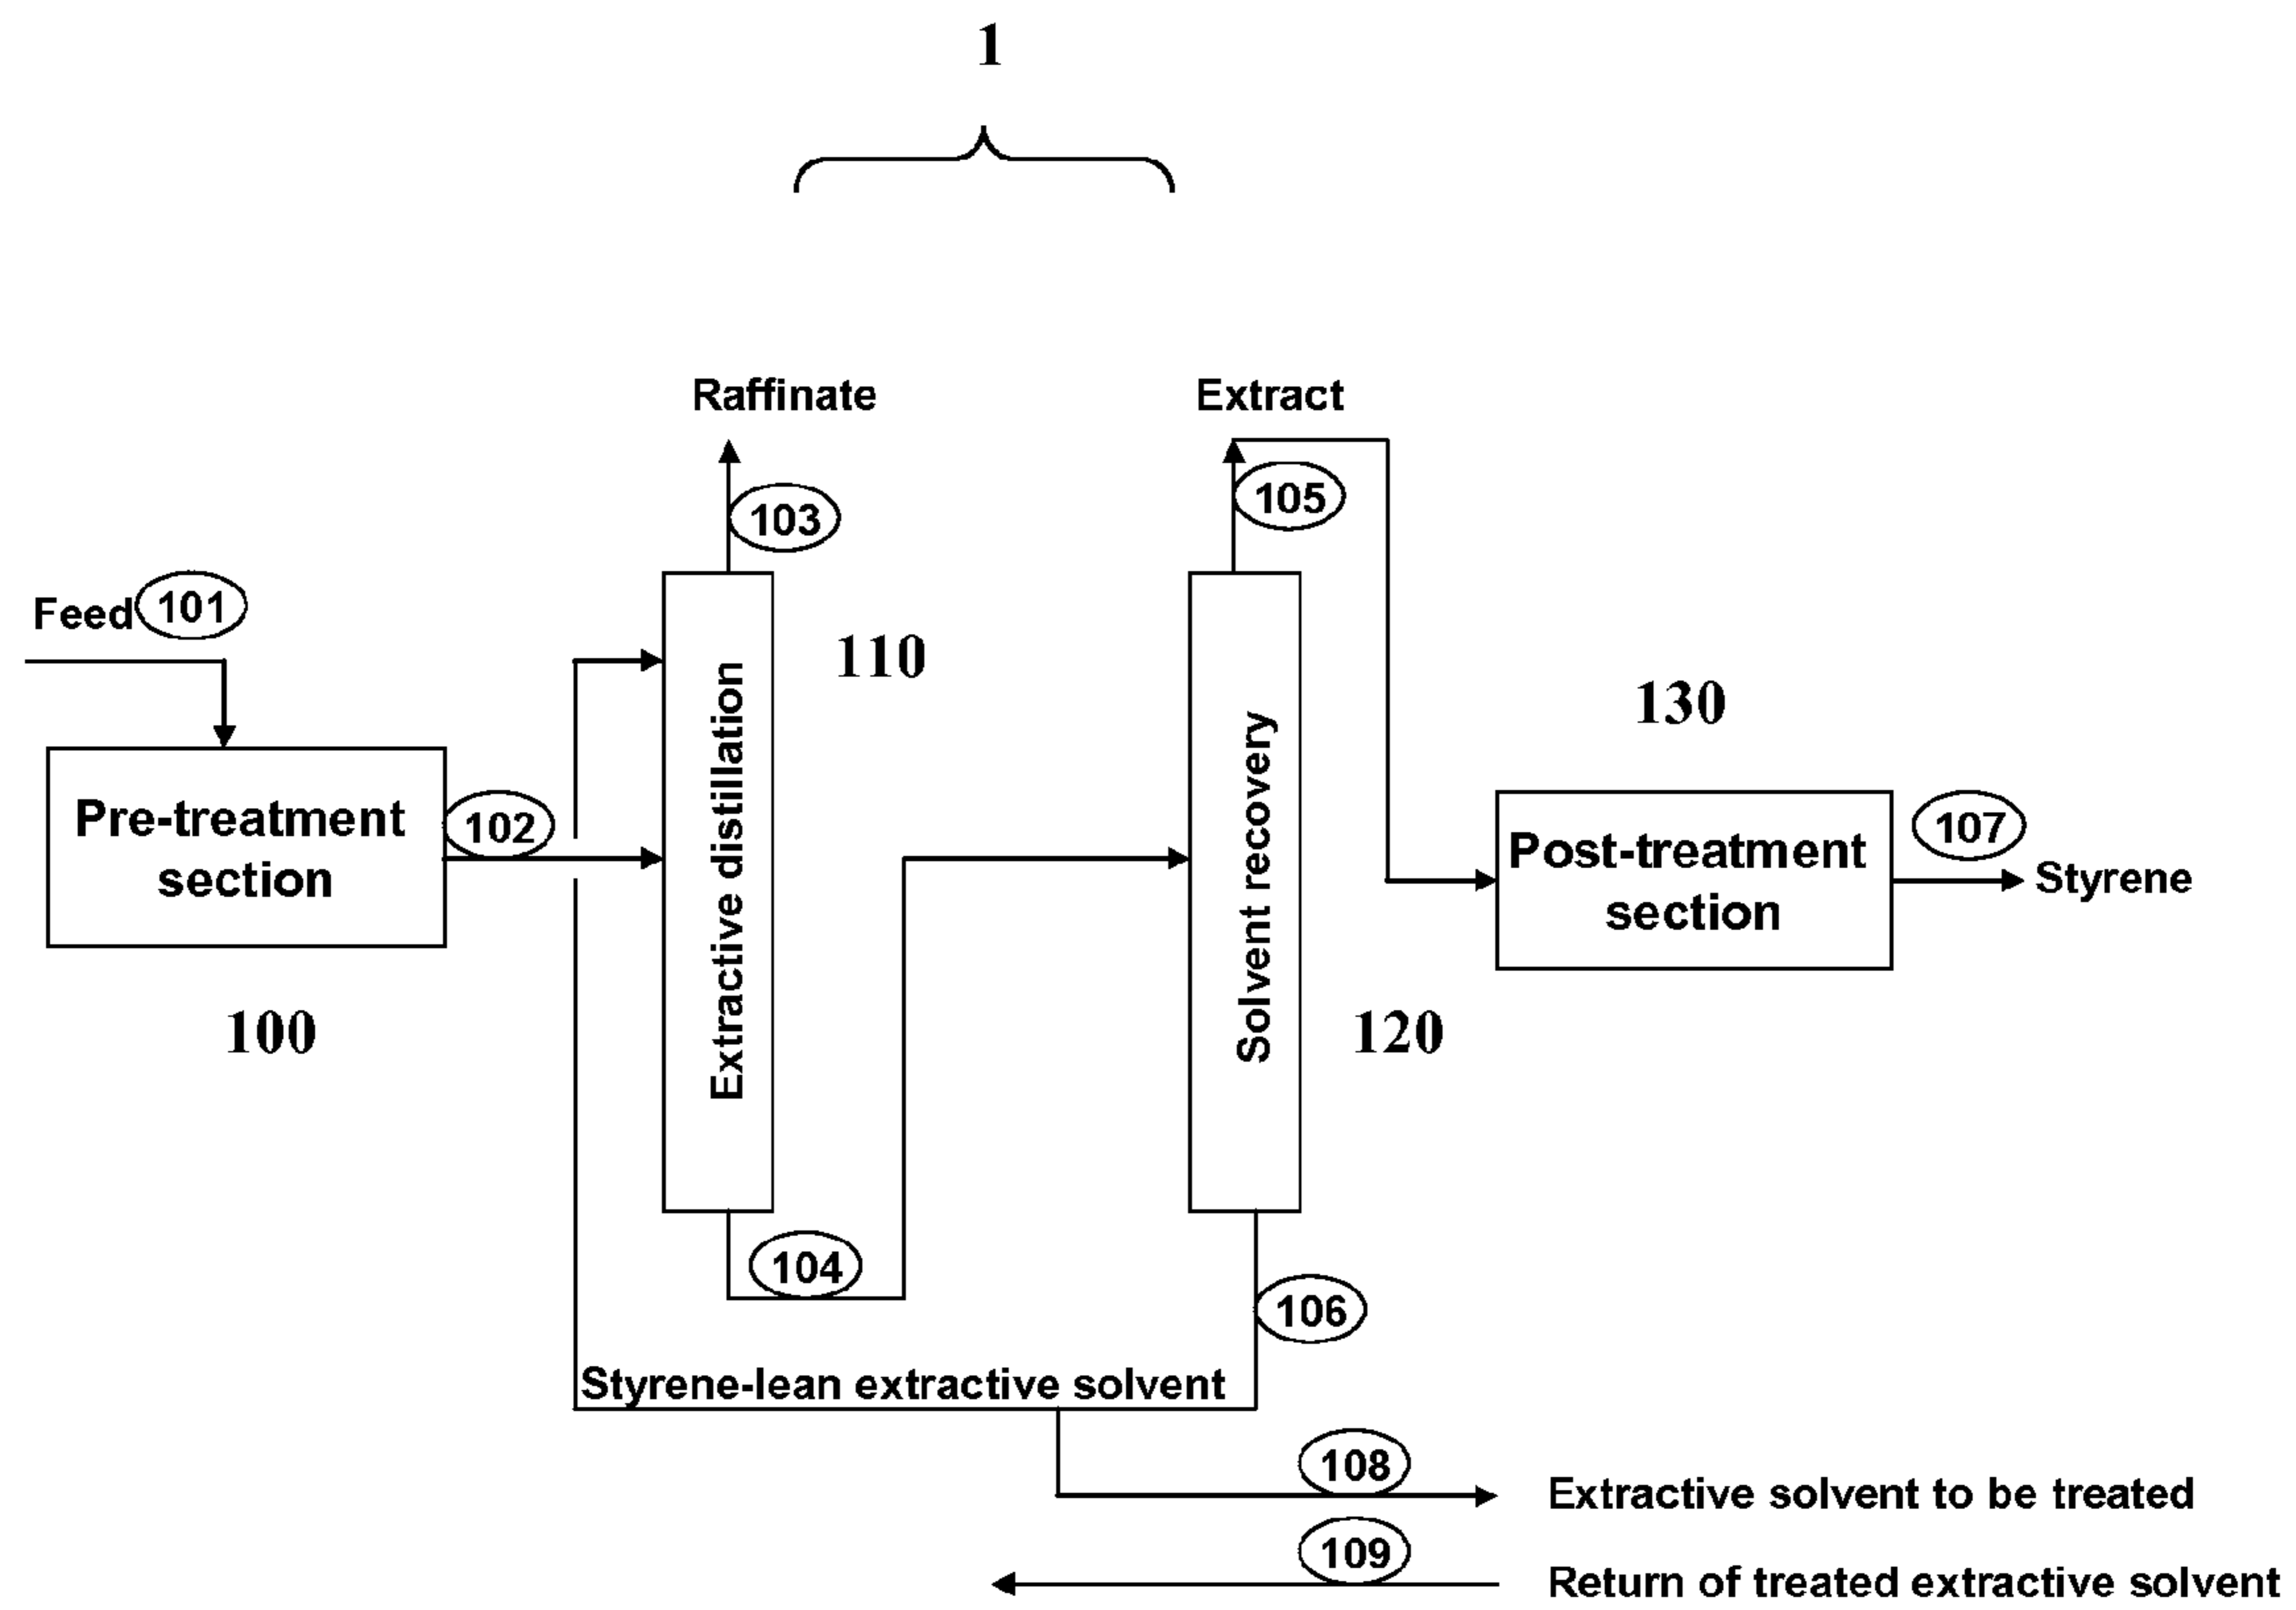 1
Raffinate
Extract
103
105
Feed 101
110
130
Pre-treatment
section
102
Extractive distillation
Solvent recovery
Post-treatment
section
107
Styrene
100
120
104
106
Styrene-lean extractive solvent
108
Extractive solvent to be treated
109
Return of treated extractive solvent